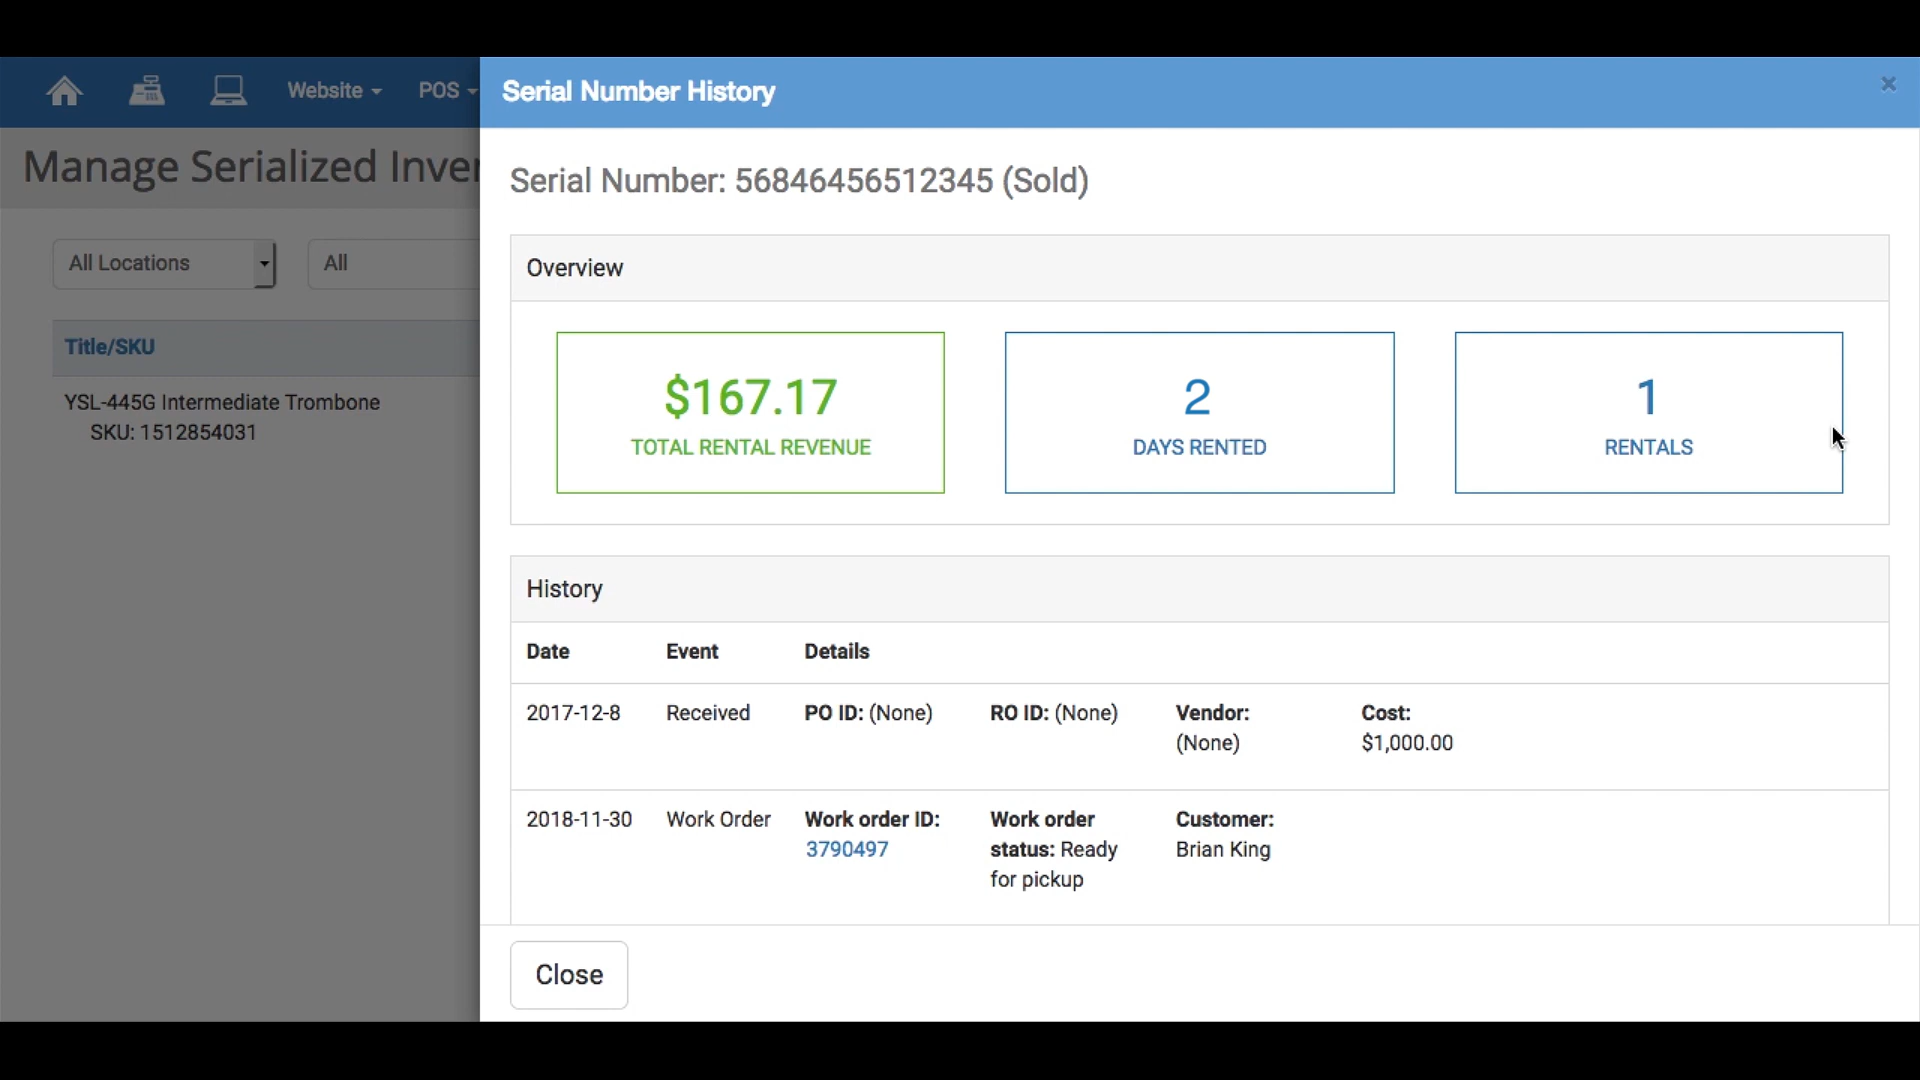 Website
POS
Serial Number History
Manage Serialized Inver
Serial Number: 56846456512345 (Sold)
All Locations
All
Overview
Title/SKU
YSL-445G Intermediate Trombone
SKU: 1512854031
$167.17
TOTAL RENTAL REVENUE
2
DAYS RENTED
1
RENTALS
History
Date Event Details
2017-12-8 Received PO ID: (None) RO ID: (None) Vendor: (None) Cost: $1,000.00
2018-11-30 Work Order Work order ID: 3790497 Work order status: Ready for pickup Customer: Brian King
Close